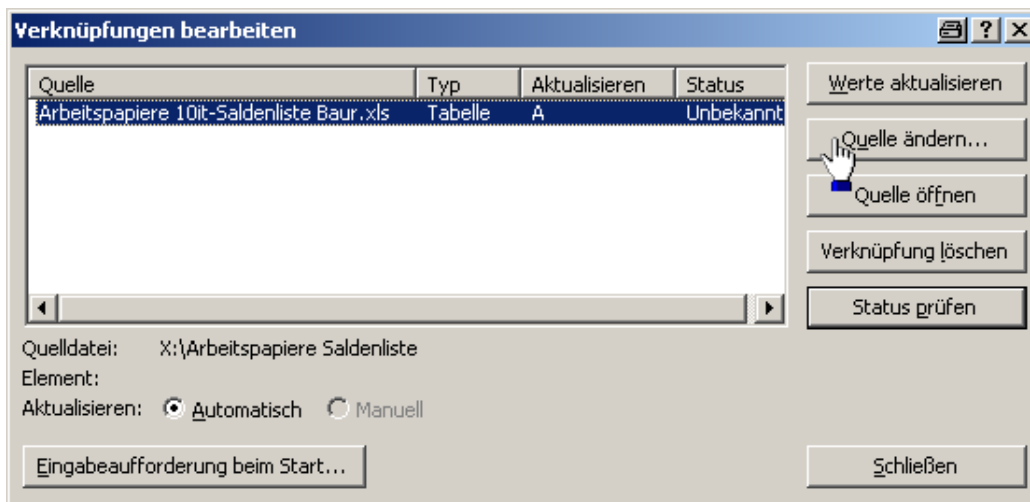 Verknüpfungen bearbeiten
Quelle Typ Aktualisieren Status
Arbeitspapiere 10it-Saldenliste Baur.xls Tabelle A Unbekannt
Werte aktualisieren
Quelle ändern...
Quelle öffnen
Verknüpfung löschen
Status prüfen
Quelldatei: X:\Arbeitspapiere Saldenliste
Element:
Aktualisieren: Automatisch Manuell
Eingabeaufforderung beim Start... Schließen